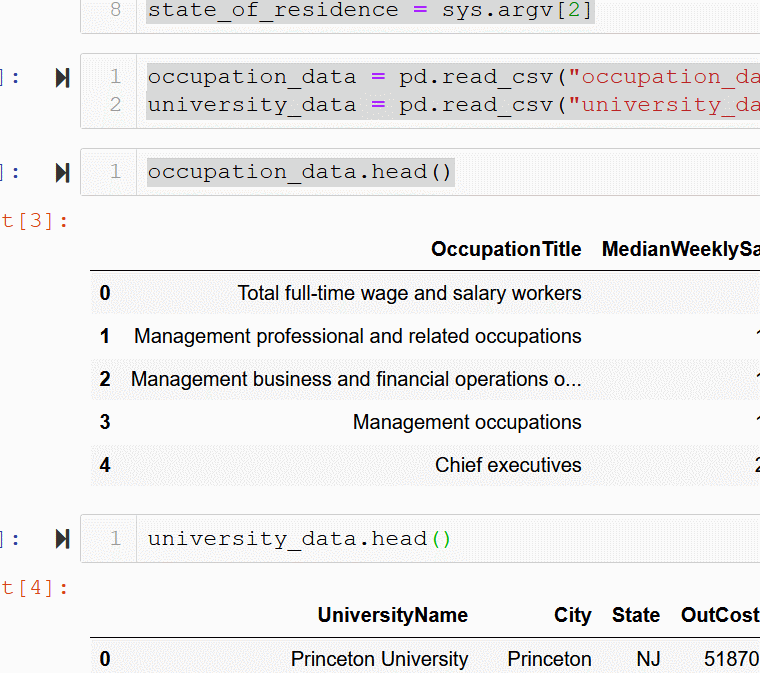 8 state_of_residence = sys.argv[2]
]: 1 occupation_data = pd.read_csv("occupation_da
2 university_data = pd.read_csv("university_da
]: 1 occupation_data.head()
t[3]:
OccupationTitle MedianWeeklySa
0 Total full-time wage and salary workers
1 Management professional and related occupations 1
2 Management business and financial operations o... 1
3 Management occupations 1
4 Chief executives 2
]: 1 university_data.head()
t[4]:
UniversityName City State OutCost
0 Princeton University Princeton NJ 51870